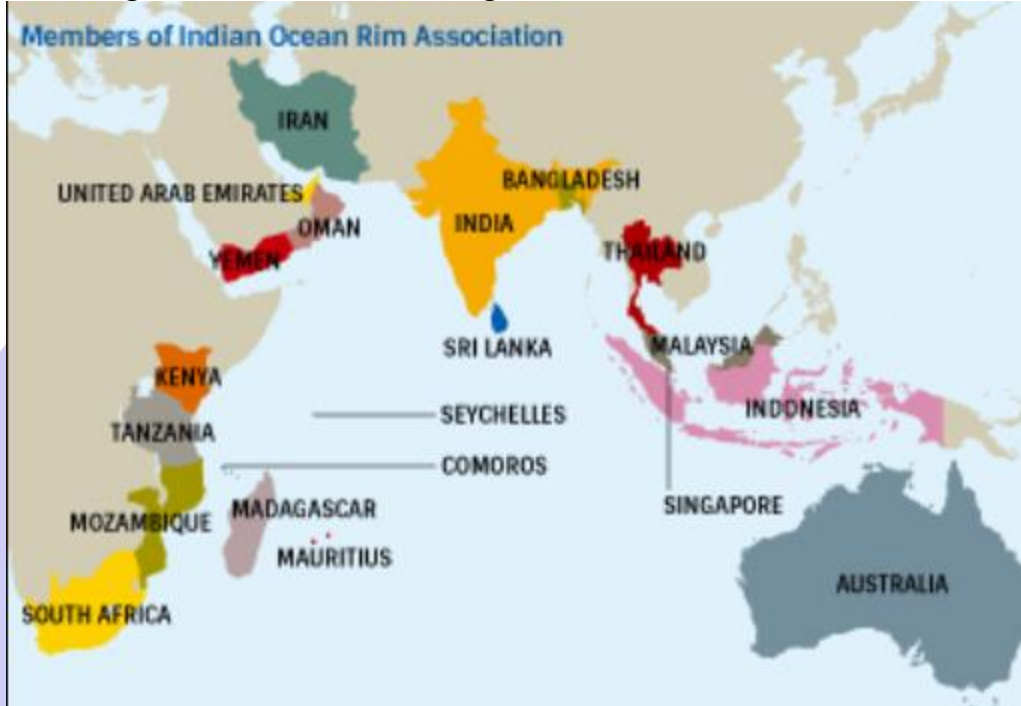 Members of Indian Ocean Rim Association
IRAN
UNITED ARAB EMIRATES
OMAN
YEMEN
BANGLADESH
INDIA
THAILAND
SRI LANKA
MALAYSIA
KENYA
TANZANIA
SEYCHELLES
INDONESIA
COMOROS
SINGAPORE
MOZAMBIQUE
MADAGASCAR
MAURITIUS
AUSTRALIA
SOUTH AFRICA